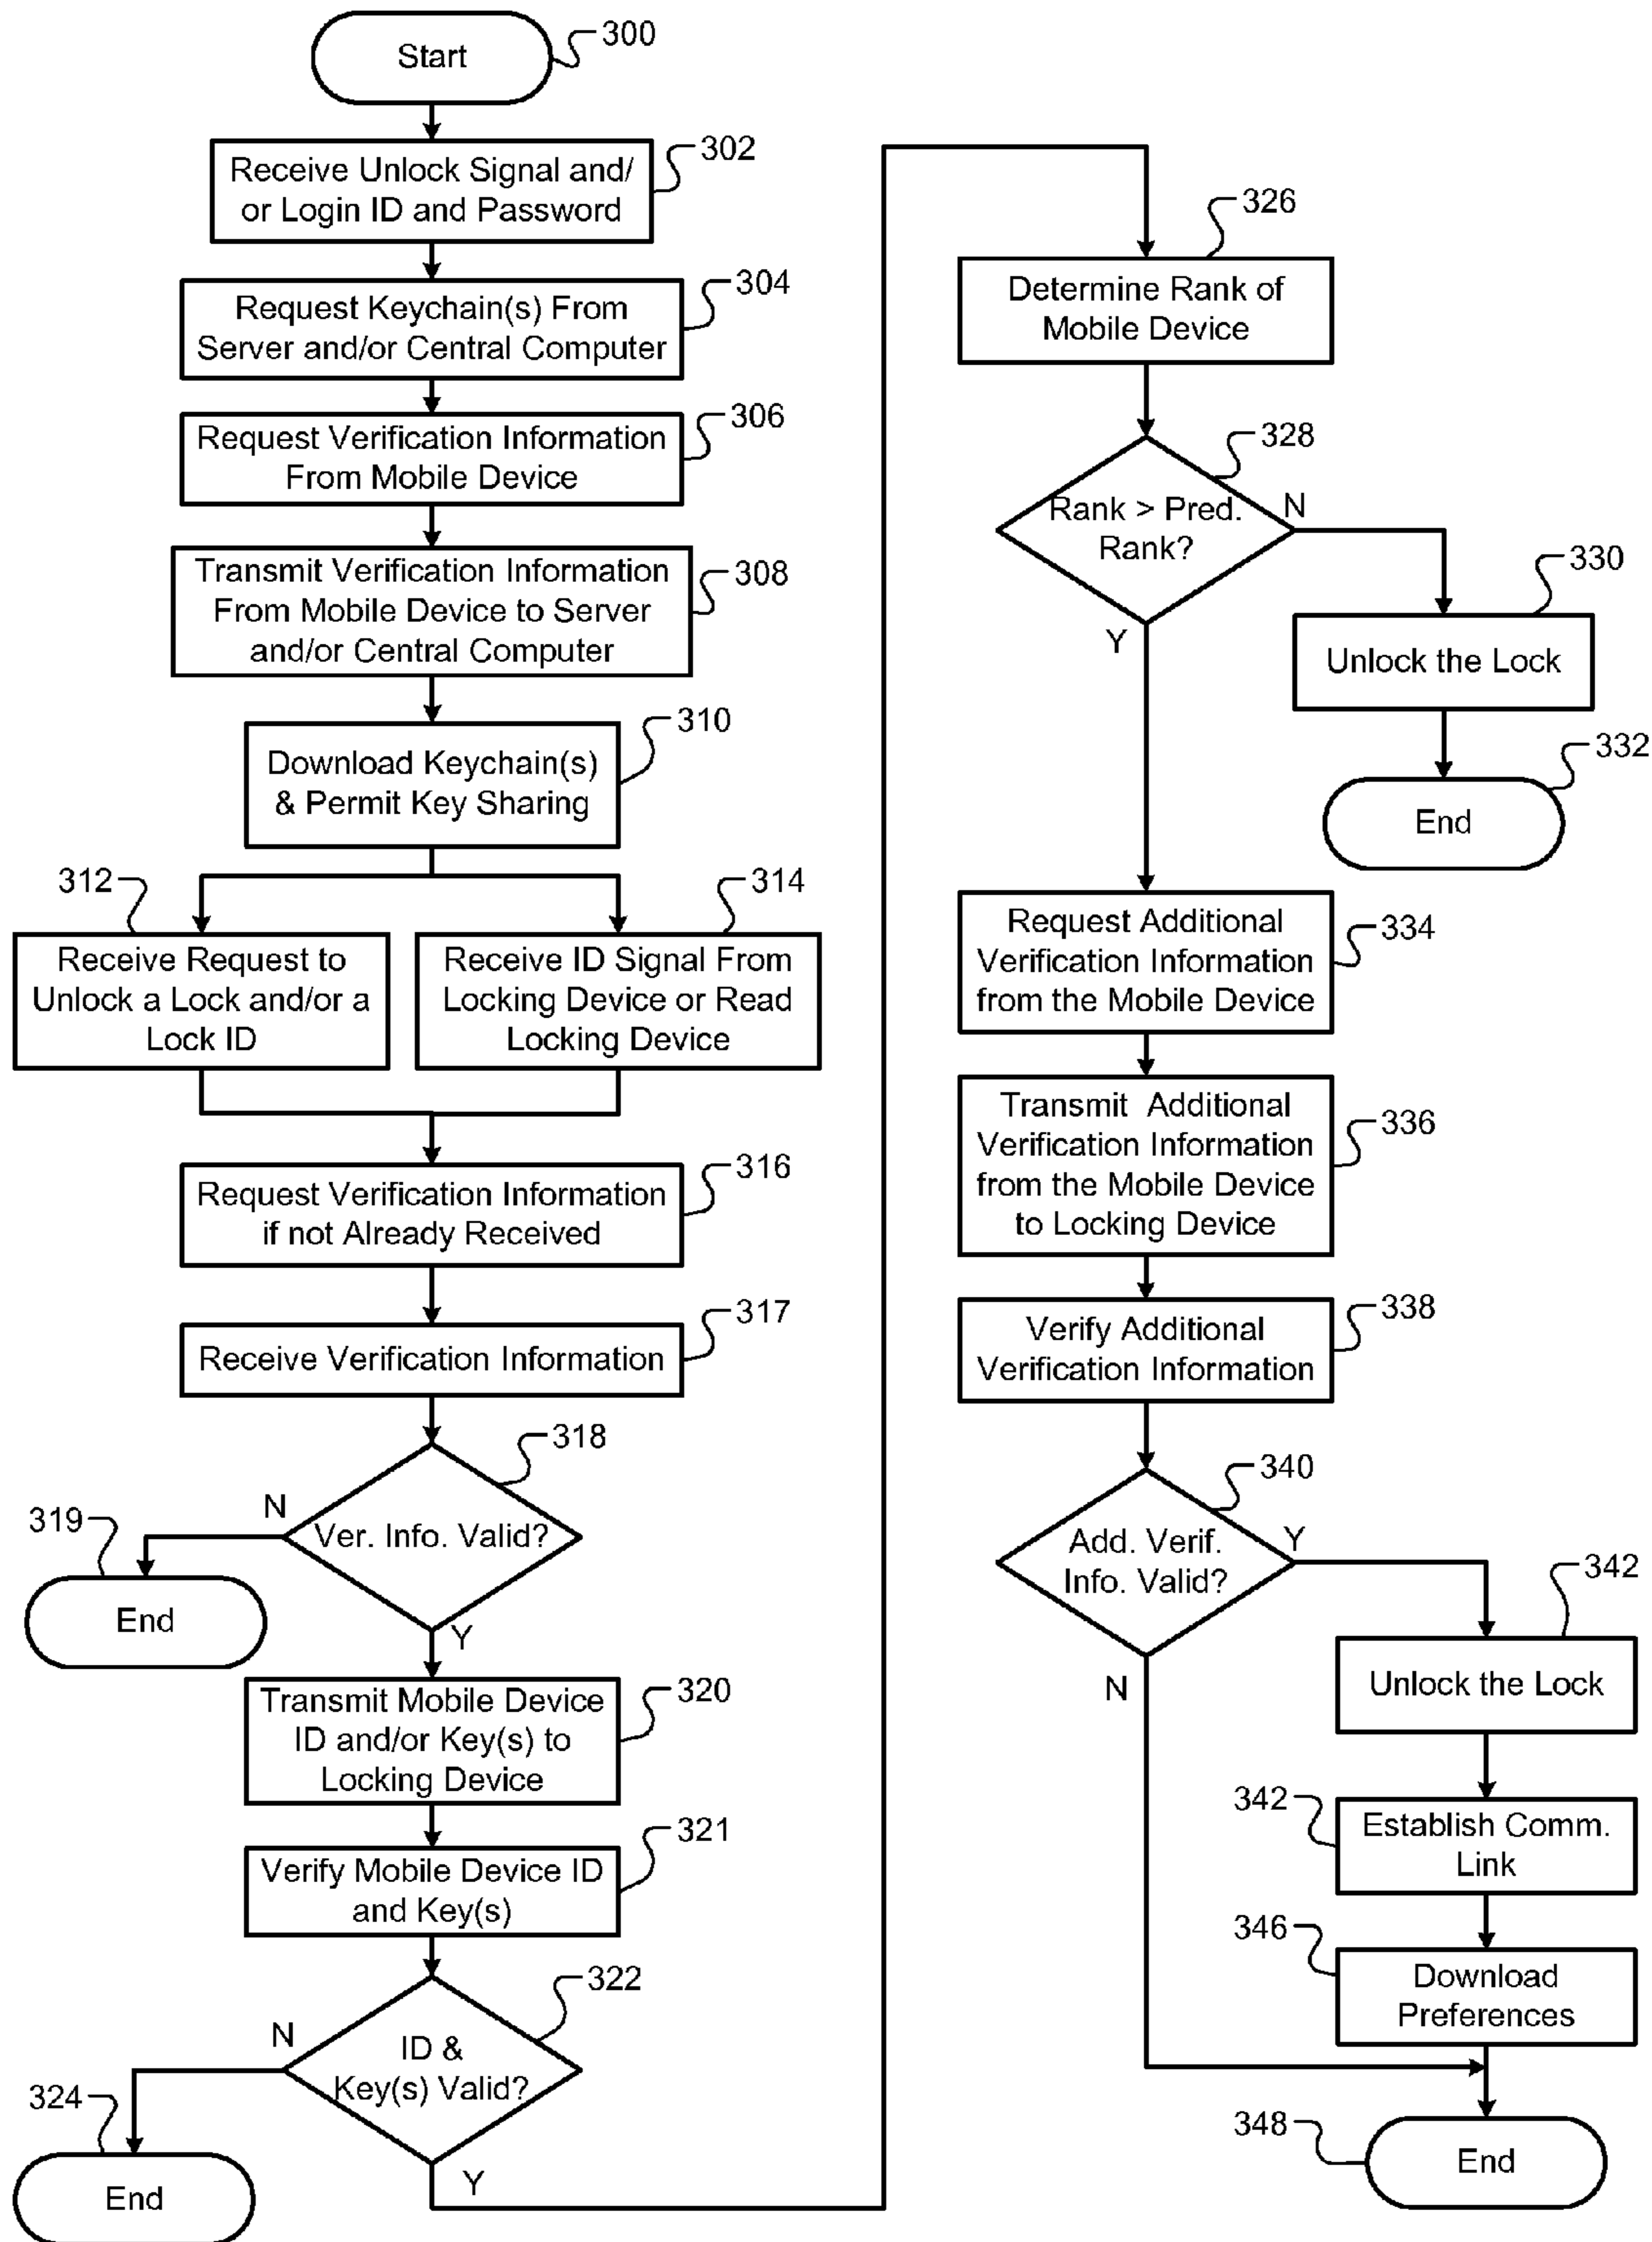 Start
300
Receive Unlock Signal and/
or Login ID and Password
302
Request Keychain(s) From
Server and/or Central Computer
304
Request Verification Information
From Mobile Device
306
Transmit Verification Information
From Mobile Device to Server
and/or Central Computer
308
Download Keychain(s)
& Permit Key Sharing
310
312
Receive Request to
Unlock a Lock and/or a
Lock ID
314
Receive ID Signal From
Locking Device or Read
Locking Device
316
Request Verification Information
if not Already Received
317
Receive Verification Information
318
Ver. Info. Valid?
N
319
End
Y
Transmit Mobile Device
ID and/or Key(s) to
Locking Device
320
321
Verify Mobile Device ID
and Key(s)
322
ID &
Key(s) Valid?
N
324
End
Y
326
Determine Rank of
Mobile Device
328
Rank > Pred.
Rank?
N
330
Unlock the Lock
332
End
Y
Request Additional
Verification Information
from the Mobile Device
334
Transmit Additional
Verification Information
from the Mobile Device
to Locking Device
336
Verify Additional
Verification Information
338
340
Add. Verif.
Info. Valid?
Y
342
Unlock the Lock
N
342
Establish Comm.
Link
346
Download
Preferences
348
End